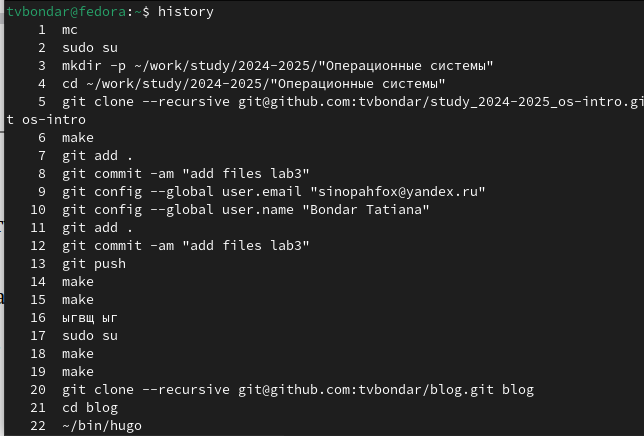 tvbondar@fedora:~$ history
1 mc
2 sudo su
3 mkdir -p ~/work/study/2024-2025/"Операционные системы"
4 cd ~/work/study/2024-2025/"Операционные системы"
5 git clone --recursive git@github.com:tvbondar/study_2024-2025_os-intro.gi
t os-intro
6 make
7 git add .
8 git commit -am "add files lab3"
9 git config --global user.email "sinopahfox@yandex.ru"
10 git config --global user.name "Bondar Tatiana"
11 git add .
12 git commit -am "add files lab3"
13 git push
14 make
15 make
16 ыгвщ ыг
17 sudo su
18 make
19 make
20 git clone --recursive git@github.com:tvbondar/blog.git blog
21 cd blog
22 ~/bin/hugo